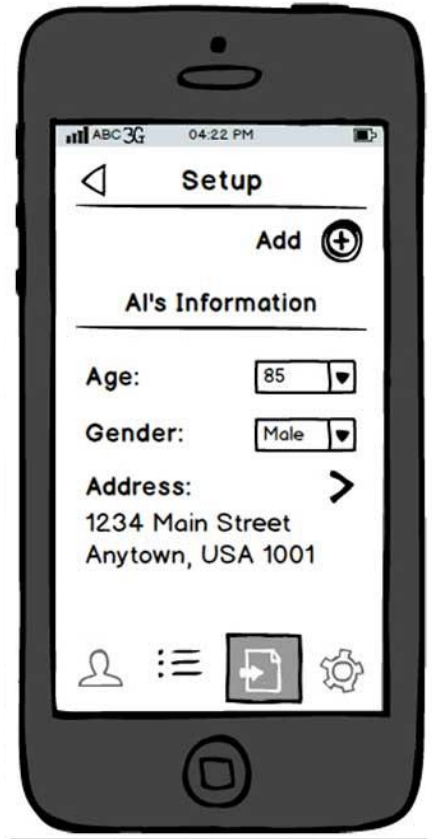 ABC 3G 04:22 PM
Setup
Add
Al's Information
Age: 85
Gender: Male
Address:
1234 Main Street
Anytown, USA 1001